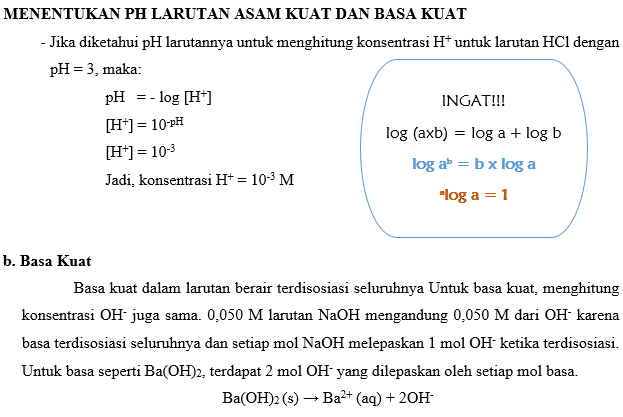 MENENTUKAN PH LARUTAN ASAM KUAT DAN BASA KUAT
- Jika diketahui pH larutannya untuk menghitung konsentrasi H⁺ untuk larutan HCl dengan
pH = 3, maka:
pH = - log [H⁺]
[H⁺] = 10⁻ᵖᴴ
[H⁺] = 10⁻³
Jadi, konsentrasi H⁺ = 10⁻³ M
INGAT!!!
log (axb) = log a + log b
log aᵇ = b x log a
ᵃlog a = 1
b. Basa Kuat
Basa kuat dalam larutan berair terdisosiasi seluruhnya Untuk basa kuat, menghitung
konsentrasi OH⁻ juga sama. 0,050 M larutan NaOH mengandung 0,050 M dari OH⁻ karena
basa terdisosiasi seluruhnya dan setiap mol NaOH melepaskan 1 mol OH⁻ ketika terdisosiasi.
Untuk basa seperti Ba(OH)₂, terdapat 2 mol OH⁻ yang dilepaskan oleh setiap mol basa.
Ba(OH)₂ (s) → Ba²⁺ (aq) + 2OH⁻